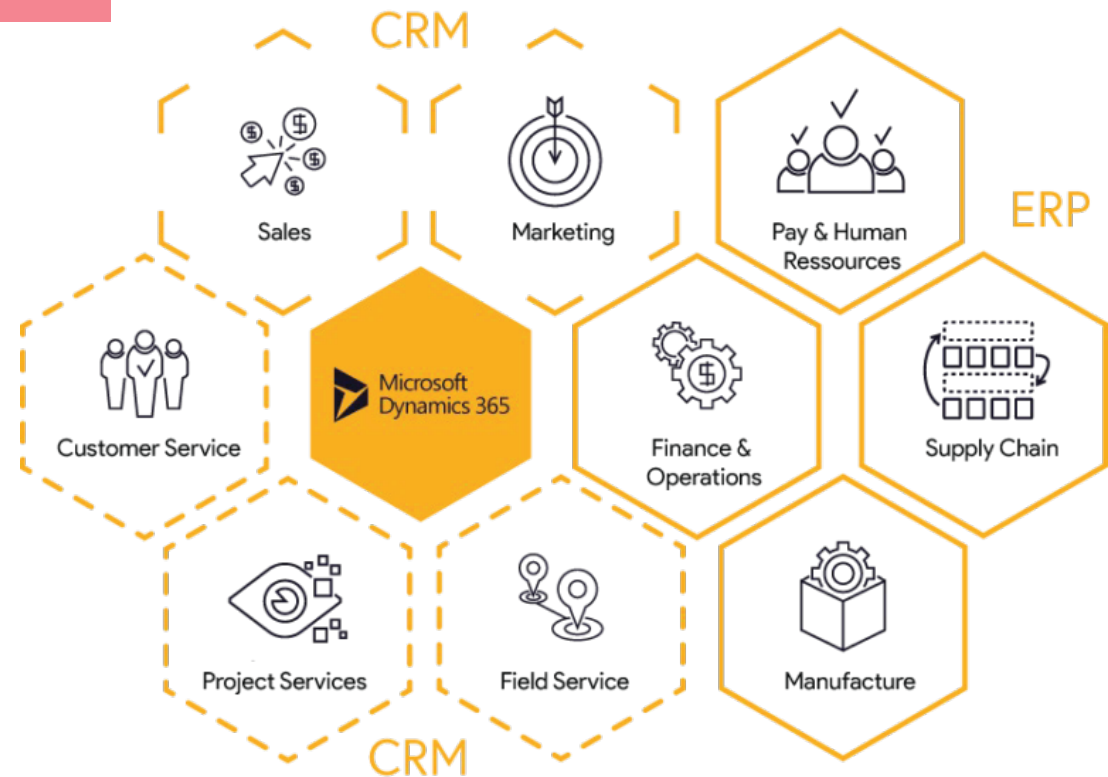 CRM
Sales
Marketing
Pay & Human
Ressources
ERP
Customer Service
Microsoft
Dynamics 365
Finance &
Operations
Supply Chain
Project Services
Field Service
Manufacture
CRM